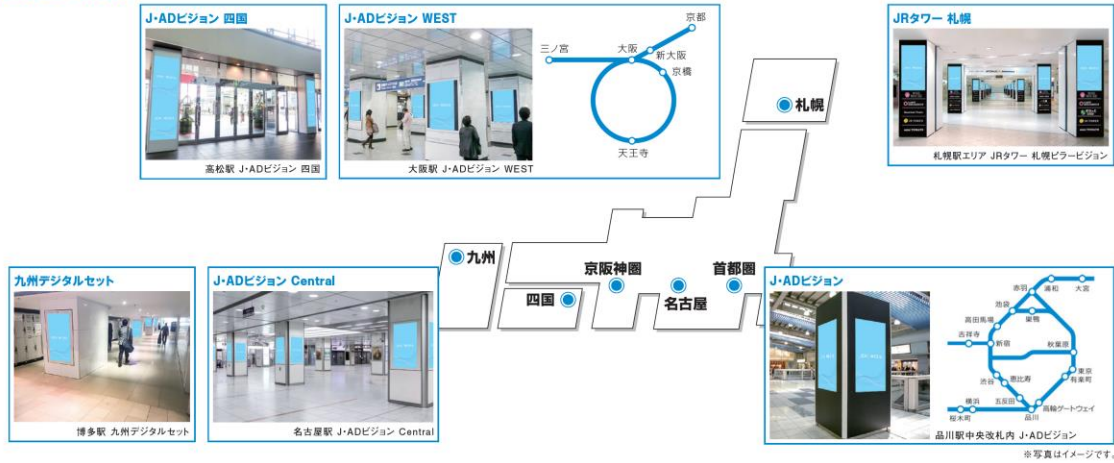 J・ADビジョン 四国
高松駅 J・ADビジョン 四国
J・ADビジョン WEST
京都
三ノ宮
大阪
新大阪
京橋
天王寺
大阪駅 J・ADビジョン WEST
JRタワー 札幌
札幌駅エリア JRタワー 札幌ピラービジョン
札幌
九州
京阪神圏
首都圏
四国
名古屋
九州デジタルセット
博多駅 九州デジタルセット
J・ADビジョン Central
名古屋駅 J・ADビジョン Central
J・ADビジョン
赤羽
浦和
大宮
池袋
巣鴨
高田馬場
吉祥寺
新宿
秋葉原
渋谷
恵比寿
東京
有楽町
五反田
横浜
高輪ゲートウェイ
桜木町
品川
品川駅中央改札内 J・ADビジョン
※写真はイメージです。